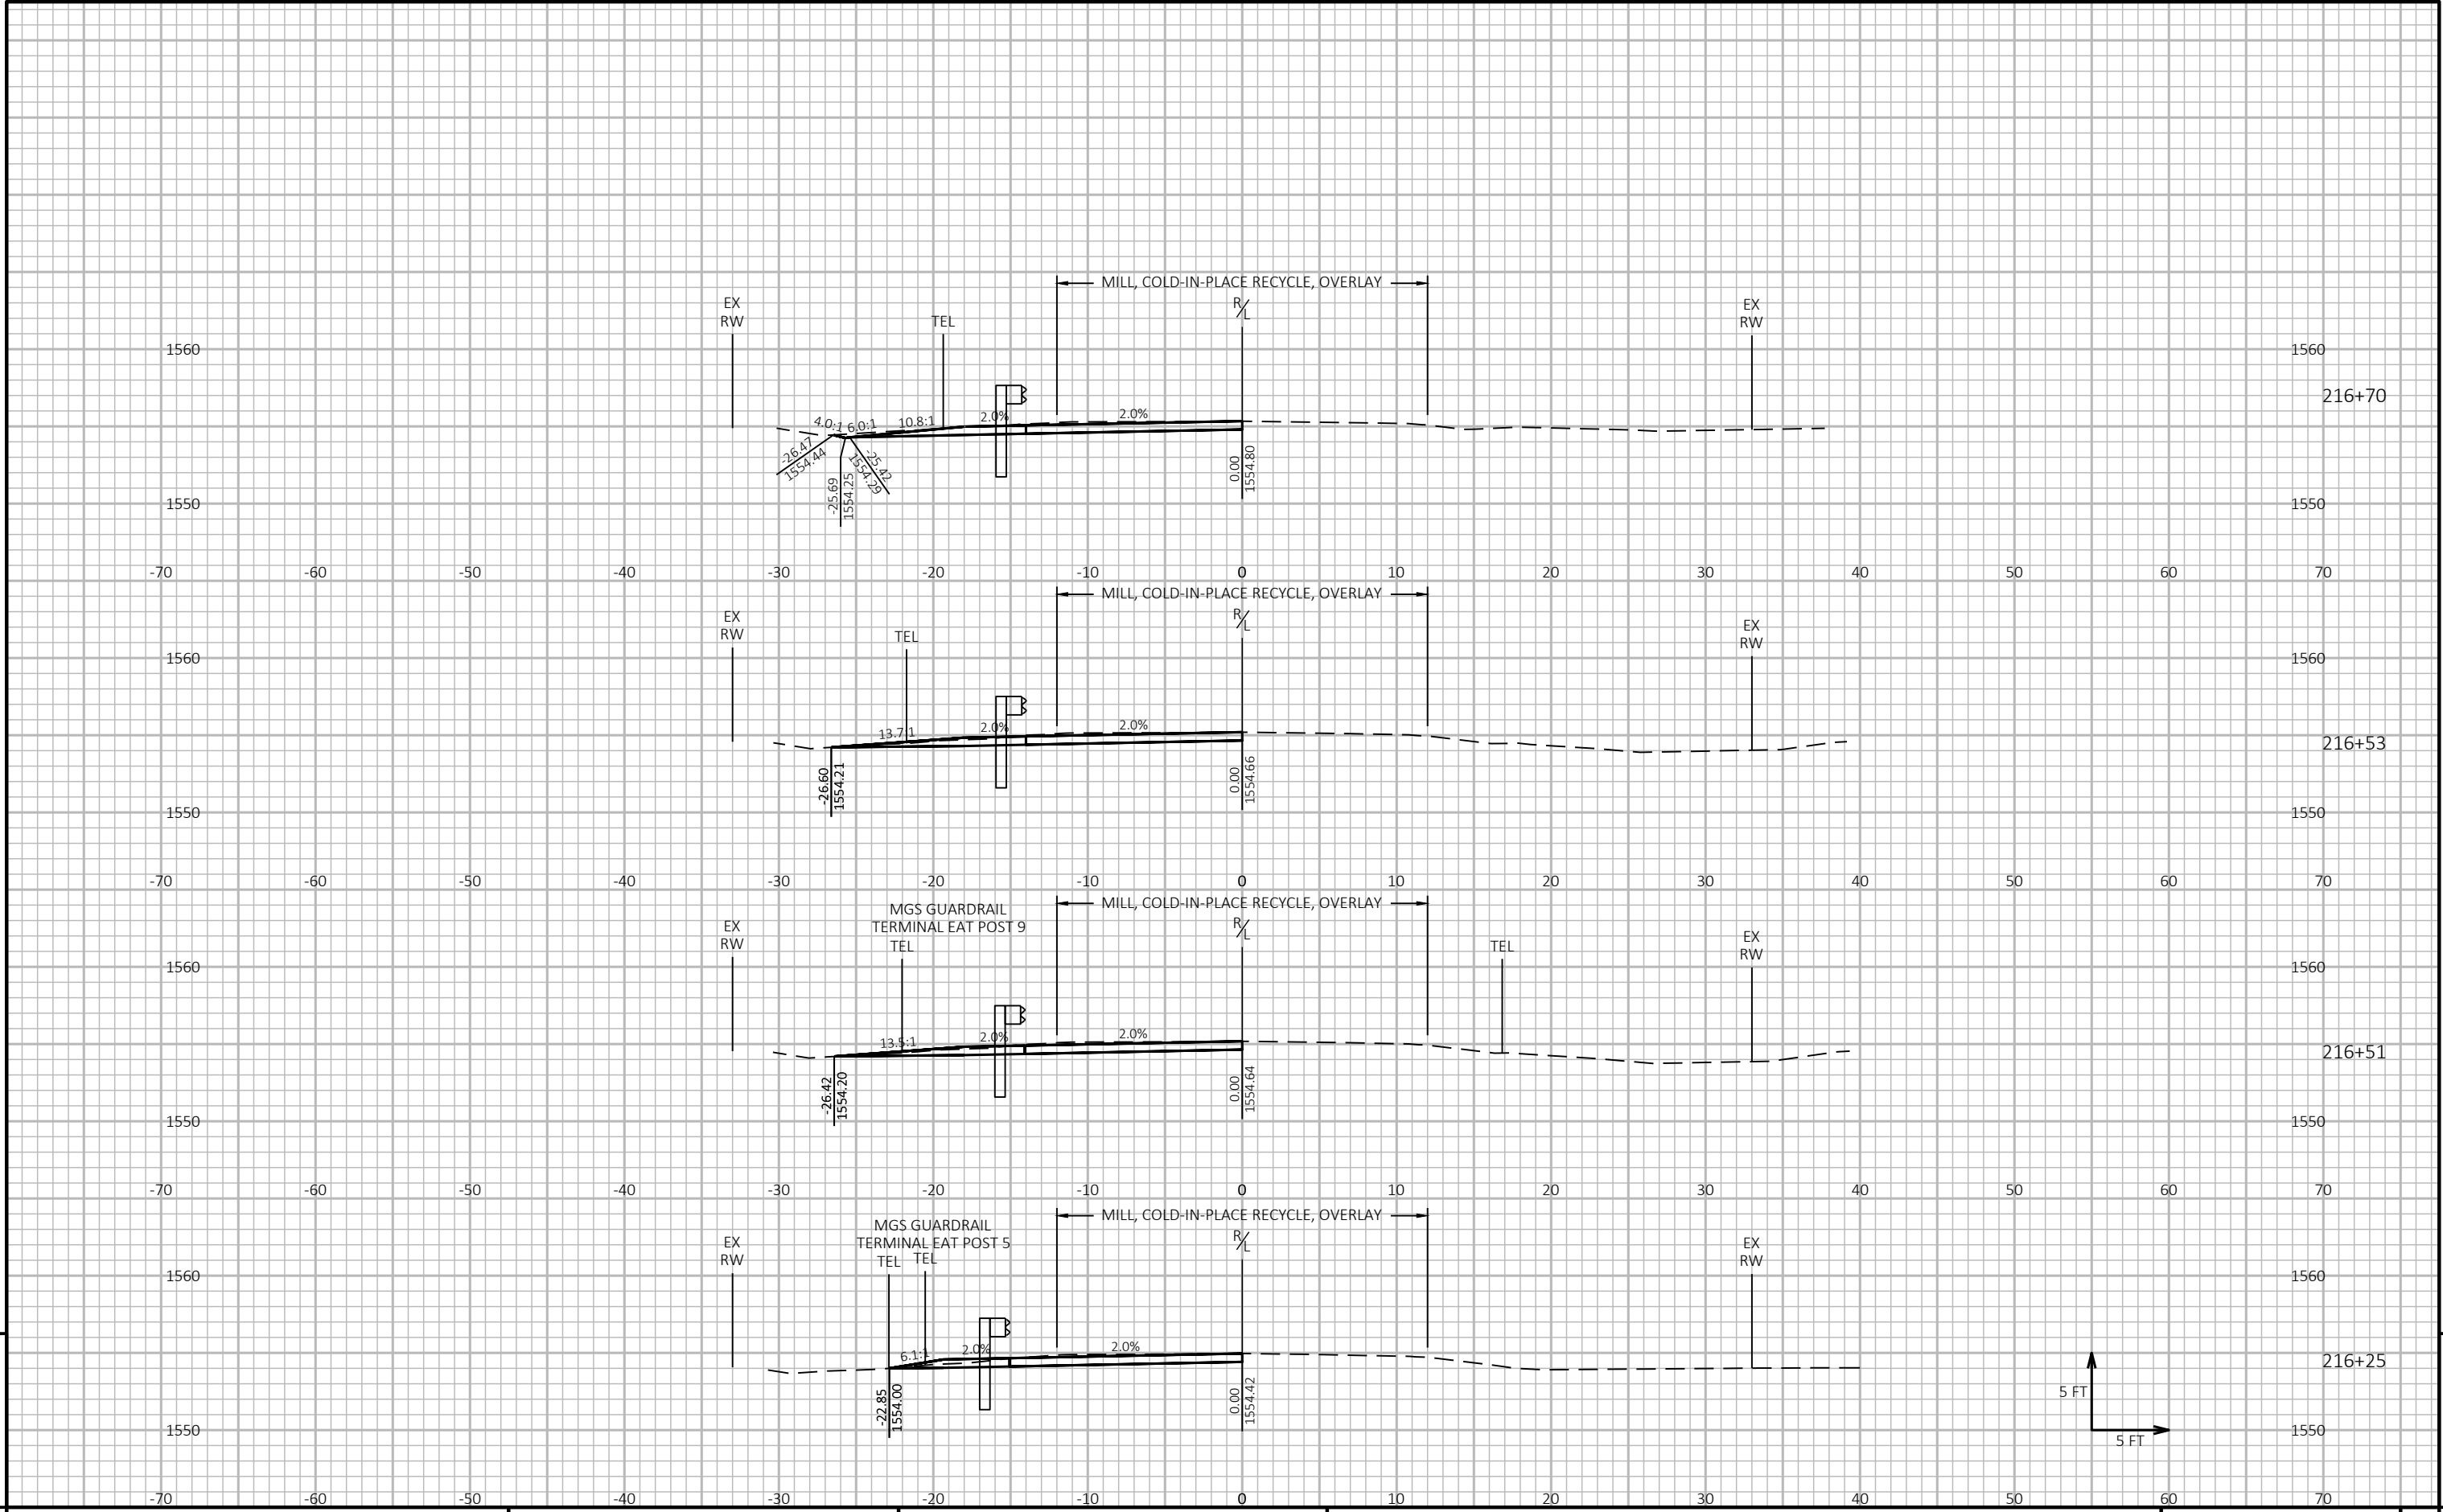 MILL, COLD-IN-PLACE RECYCLE, OVERLAY
EX
RW
TEL
R/L
EX
RW
1560
1560
216+70
4.0:1
6.0:1
10.8:1
2.0%
2.0%
-26.47
1554.44
-25.69
1554.25
-25.42
1554.29
0.00
1554.80
1550
1550
-70 -60 -50 -40 -30 -20 -10 0 10 20 30 40 50 60 70
MILL, COLD-IN-PLACE RECYCLE, OVERLAY
EX
RW
TEL
R/L
EX
RW
1560
1560
13.7:1
2.0%
2.0%
216+53
-26.60
1554.21
0.00
1554.66
1550
1550
-70 -60 -50 -40 -30 -20 -10 0 10 20 30 40 50 60 70
MILL, COLD-IN-PLACE RECYCLE, OVERLAY
MGS GUARDRAIL
TERMINAL EAT POST 9
EX
RW
TEL
R/L
TEL
EX
RW
1560
1560
13.5:1
2.0%
2.0%
216+51
-26.42
1554.20
0.00
1554.64
1550
1550
-70 -60 -50 -40 -30 -20 -10 0 10 20 30 40 50 60 70
MILL, COLD-IN-PLACE RECYCLE, OVERLAY
MGS GUARDRAIL
TERMINAL EAT POST 5
EX
RW
TEL
TEL
R/L
EX
RW
1560
1560
6.1:1
2.0%
2.0%
216+25
-22.85
1554.00
0.00
1554.42
5 FT
5 FT
1550
1550
-70 -60 -50 -40 -30 -20 -10 0 10 20 30 40 50 60 70